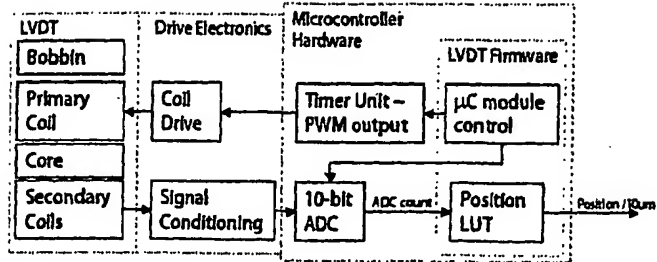 LVDT
Drive Electronics
Microcontroller
Hardware
LVDT Firmware
Bobbin
Primary
Coil
Coil
Drive
Timer Unit –
PWM output
µC module
control
Core
Secondary
Coils
Signal
Conditioning
10-bit
ADC
ADC count
Position
LUT
Position /10um